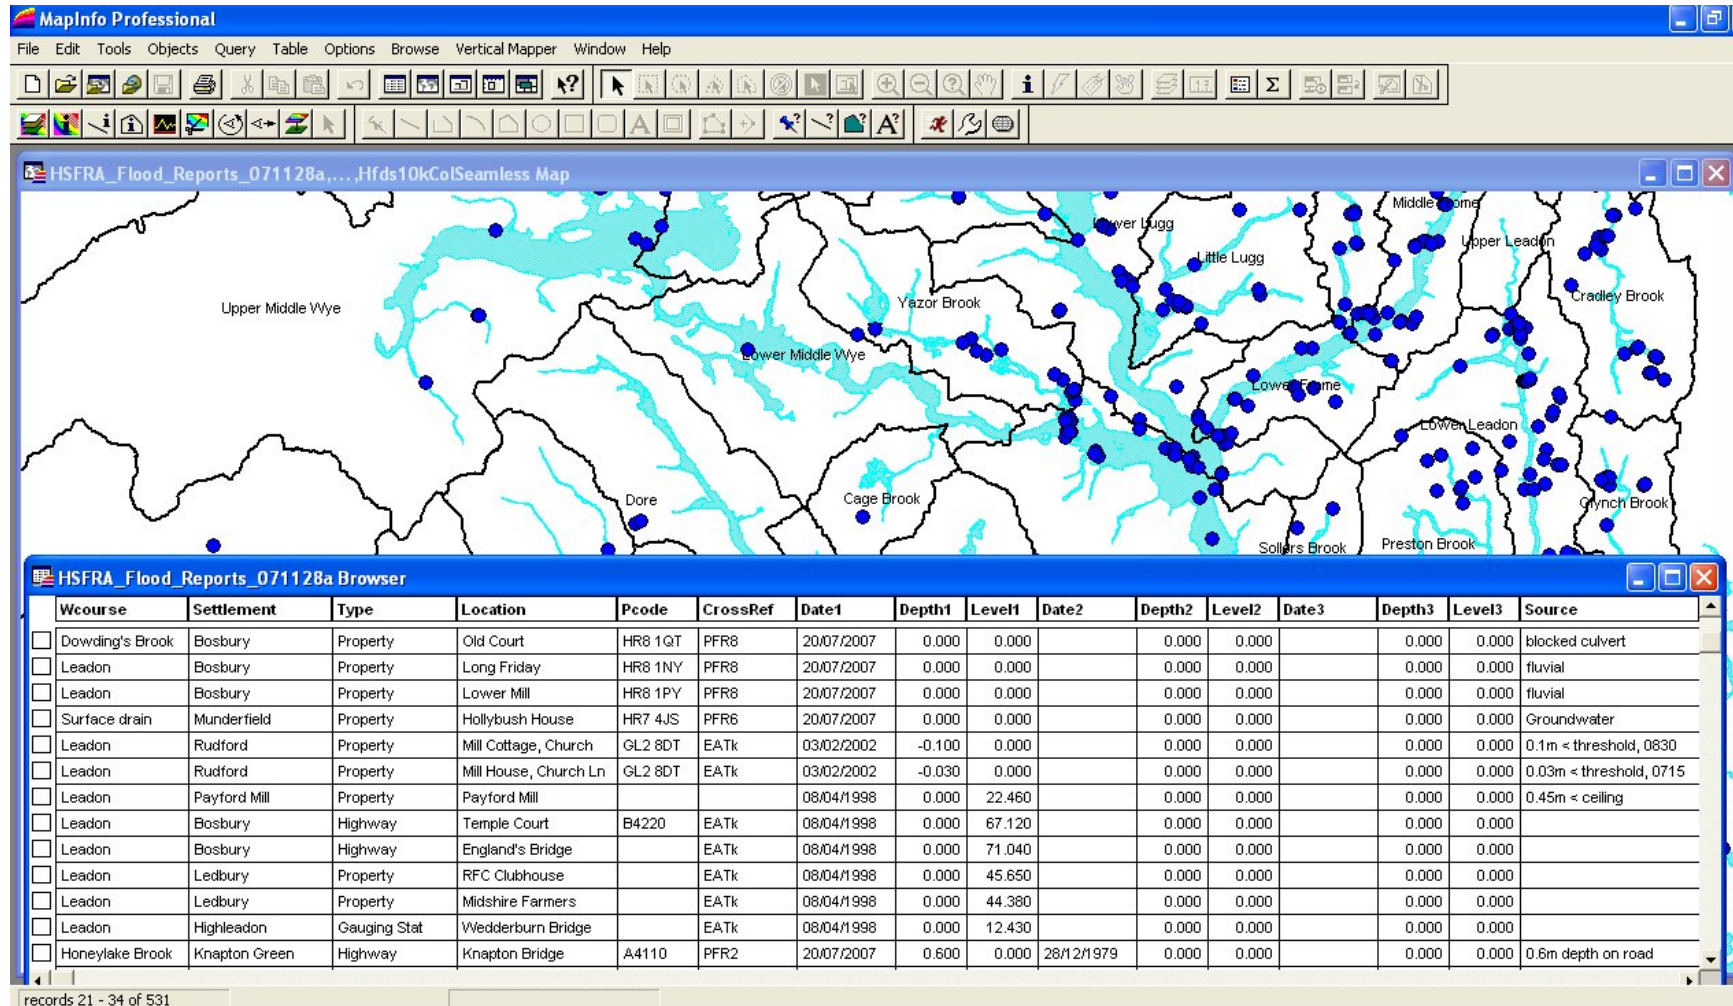 MapInfo Professional
File Edit Tools Objects Query Table Options Browse Vertical Mapper Window Help
HSFRA_Flood_Reports_071128a,...,Hfds10kColSeamless Map
Middle Frome
Lower Lugg
Upper Leadon
Little Lugg
Cradley Brook
Upper Middle Wye
Yazor Brook
Lower Middle Wye
Lower Frome
Lower Leadon
Dore
Cage Brook
Glynch Brook
Sollers Brook
Preston Brook
HSFRA_Flood_Reports_071128a Browser
Wcourse Settlement Type Location Pcode CrossRef Date1 Depth1 Level1 Date2 Depth2 Level2 Date3 Depth3 Level3 Source
Dowding's Brook Bosbury Property Old Court HR8 1QT PFR8 20/07/2007 0.000 0.000 0.000 0.000 0.000 0.000 blocked culvert
Leadon Bosbury Property Long Friday HR8 1NY PFR8 20/07/2007 0.000 0.000 0.000 0.000 0.000 0.000 fluvial
Leadon Bosbury Property Lower Mill HR8 1PY PFR8 20/07/2007 0.000 0.000 0.000 0.000 0.000 0.000 fluvial
Surface drain Munderfield Property Hollybush House HR7 4JS PFR6 20/07/2007 0.000 0.000 0.000 0.000 0.000 0.000 Groundwater
Leadon Rudford Property Mill Cottage, Church GL2 8DT EATk 03/02/2002 -0.100 0.000 0.000 0.000 0.000 0.000 0.1m < threshold, 0830
Leadon Rudford Property Mill House, Church Ln GL2 8DT EATk 03/02/2002 -0.030 0.000 0.000 0.000 0.000 0.000 0.03m < threshold, 0715
Leadon Payford Mill Property Payford Mill 08/04/1998 0.000 22.460 0.000 0.000 0.000 0.000 0.45m < ceiling
Leadon Bosbury Highway Temple Court B4220 EATk 08/04/1998 0.000 67.120 0.000 0.000 0.000 0.000
Leadon Bosbury Highway England's Bridge EATk 08/04/1998 0.000 71.040 0.000 0.000 0.000 0.000
Leadon Ledbury Property RFC Clubhouse EATk 08/04/1998 0.000 45.650 0.000 0.000 0.000 0.000
Leadon Ledbury Property Midshire Farmers EATk 08/04/1998 0.000 44.380 0.000 0.000 0.000 0.000
Leadon Highleadon Gauging Stat Wedderburn Bridge EATk 08/04/1998 0.000 12.430 0.000 0.000 0.000 0.000
Honeylake Brook Knapton Green Highway Knapton Bridge A4110 PFR2 20/07/2007 0.600 0.000 28/12/1979 0.000 0.000 0.000 0.000 0.6m depth on road
records 21 - 34 of 531